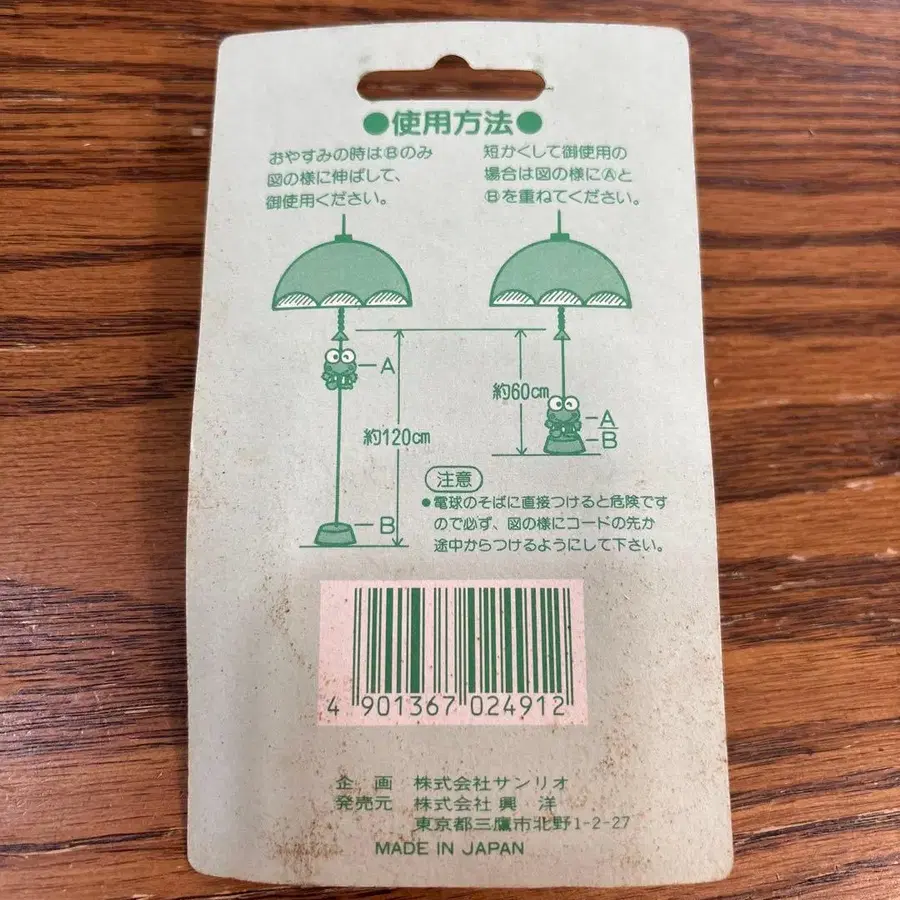 ●使用方法●
おやすみの時はⒷのみ
図の様に伸ばして、
御使用ください。
短かくして御使用の
場合は図の様にⒶと
Ⓑを重ねてください。
A
約120cm
B
約60cm
A
B
注意
●電球のそばに直接つけると危険です
ので必ず、図の様にコードの先か
途中からつけるようにして下さい。
4 901367 024912
企 画 株式会社サンリオ
発売元 株式会社 興 洋
東京都三鷹市北野1-2-27
MADE IN JAPAN